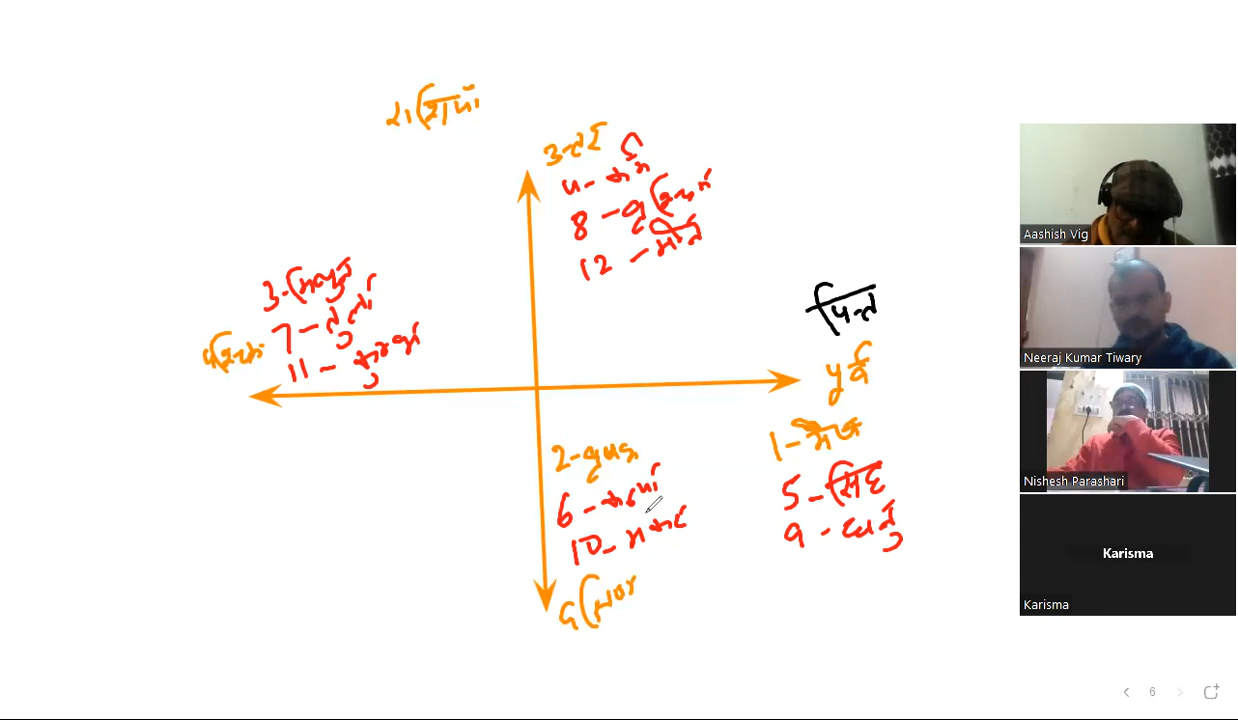 राशियां
उत्तर
4- कर्क
8 - वृश्चिक
12 - मीन
3-मिथुन
7 - तुला
11 - कुम्भ
पश्चिम
पित्त
पूर्व
1 - मेष
5 - सिंह
9 - धनु
2-वृषभ
6 - कन्या
10 - मकर
दक्षिण
Aashish Vig
Neeraj Kumar Tiwary
Nishesh Parashari
Karisma
Karisma
6